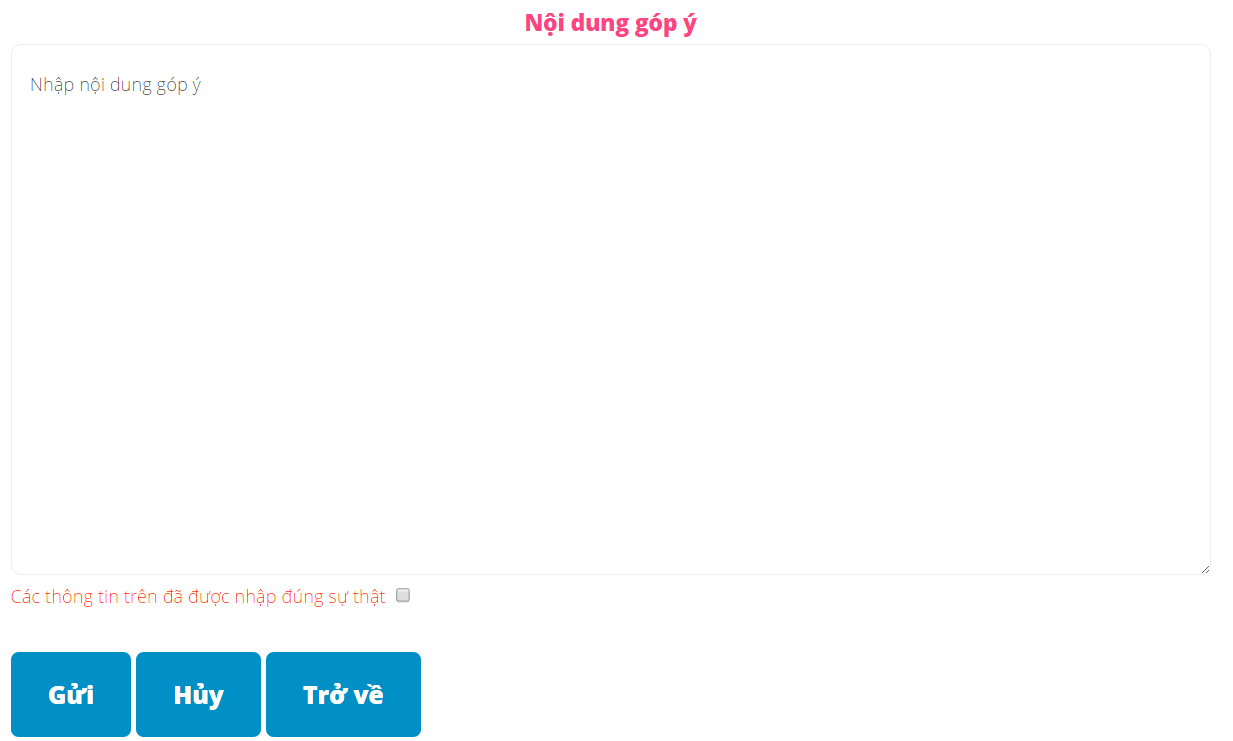 Nội dung góp ý
Nhập nội dung góp ý
Các thông tin trên đã được nhập đúng sự thật
Gửi Hủy Trở về